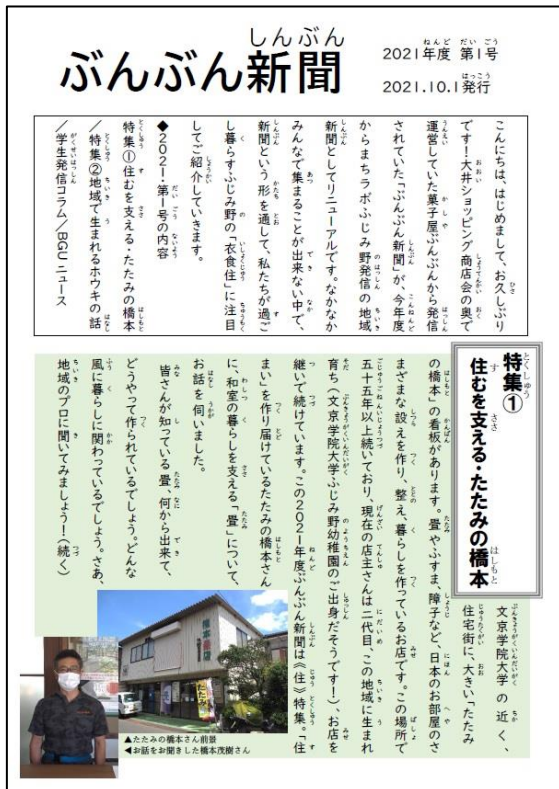 ぶんぶん新聞
2021年度 第1号
2021.10.1発行
こんにちは、はじめまして、お久しぶり
です！大井ショッピング商店会の奥で
運営していた菓子屋ぶんぶんから発信
されていた「ぶんぶん新聞」が、今年度
からまちラボふじみ野発信の地域
新聞としてリニューアルです。なかなか
みんなで集まることが出来ない中で、
新聞という形を通して、私たちが過ご
し暮らすふじみ野の「衣食住」に注目
してご紹介していきます。
◆2021・第1号の内容
特集①住むを支える・たたみの橋本
/特集②地域で生まれるホウキの話
/学生発信コラム/BGUニュース
特集①
住むを支える・たたみの橋本
文京学院大学の近く、
住宅街に、大きい「たたみ
の橋本」の看板があります。畳やふすま、障子など、日本のお部屋のさ
まざまな設えを作り、整え、暮らしを作っているお店です。この場所で
五十五年以上続いており、現在の店主さんは二代目、この地域に生まれ
育ち（文京学院大学ふじみ野幼稚園のご出身だそうです！）、お店を
継いで続けています。この2021年度ぶんぶん新聞は《住》特集。「住
まい」を作り届けているたたみの橋本さん
に、和室の暮らしを支える「畳」について、
お話を伺いました。
皆さんが知っている畳、何から出来て、
どうやって作られているでしょう。どんな
風に暮らしに関わっているでしょう。さあ、
地域のプロに聞いてみましょう！（続く）
▲たたみの橋本さん前景
◀お話をお聞きした橋本茂樹さん